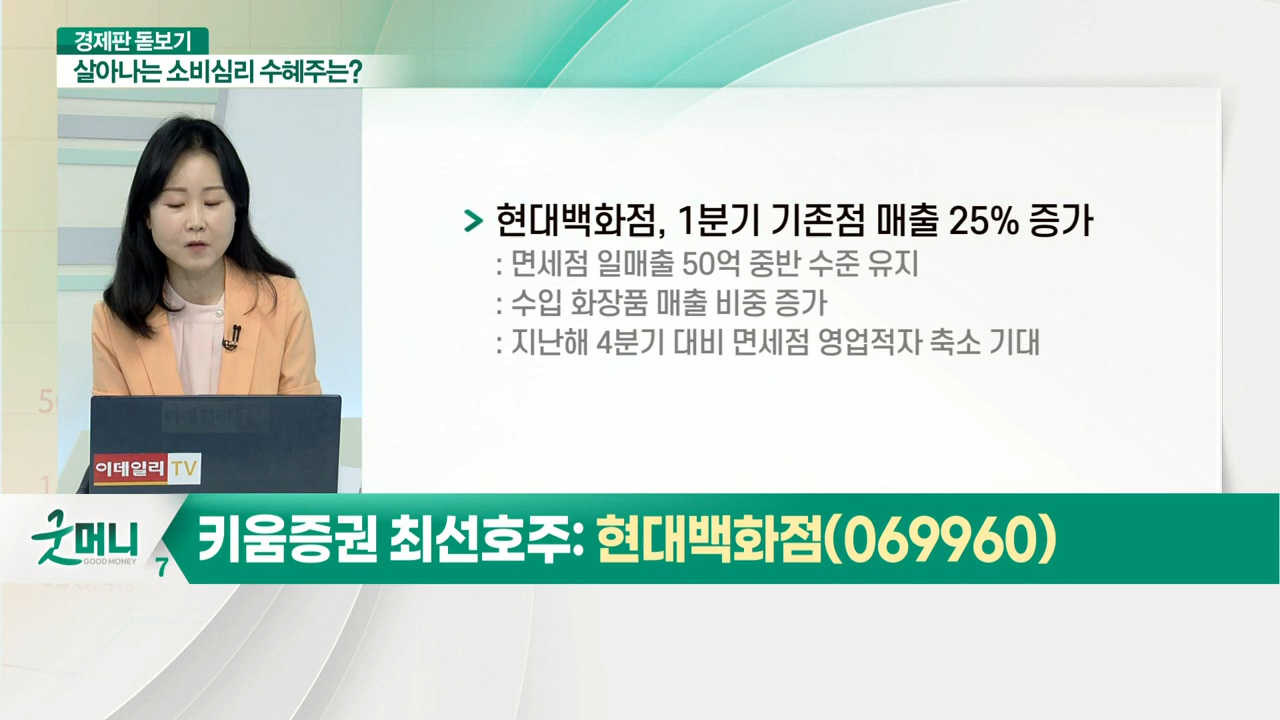 경제판 돋보기
살아나는 소비심리 수혜주는?
현대백화점, 1분기 기존점 매출 25% 증가
: 면세점 일매출 50억 중반 수준 유지
: 수입 화장품 매출 비중 증가
: 지난해 4분기 대비 면세점 영업적자 축소 기대
이데일리 TV
굿머니
GOOD MONEY
7
키움증권 최선호주: 현대백화점(069960)